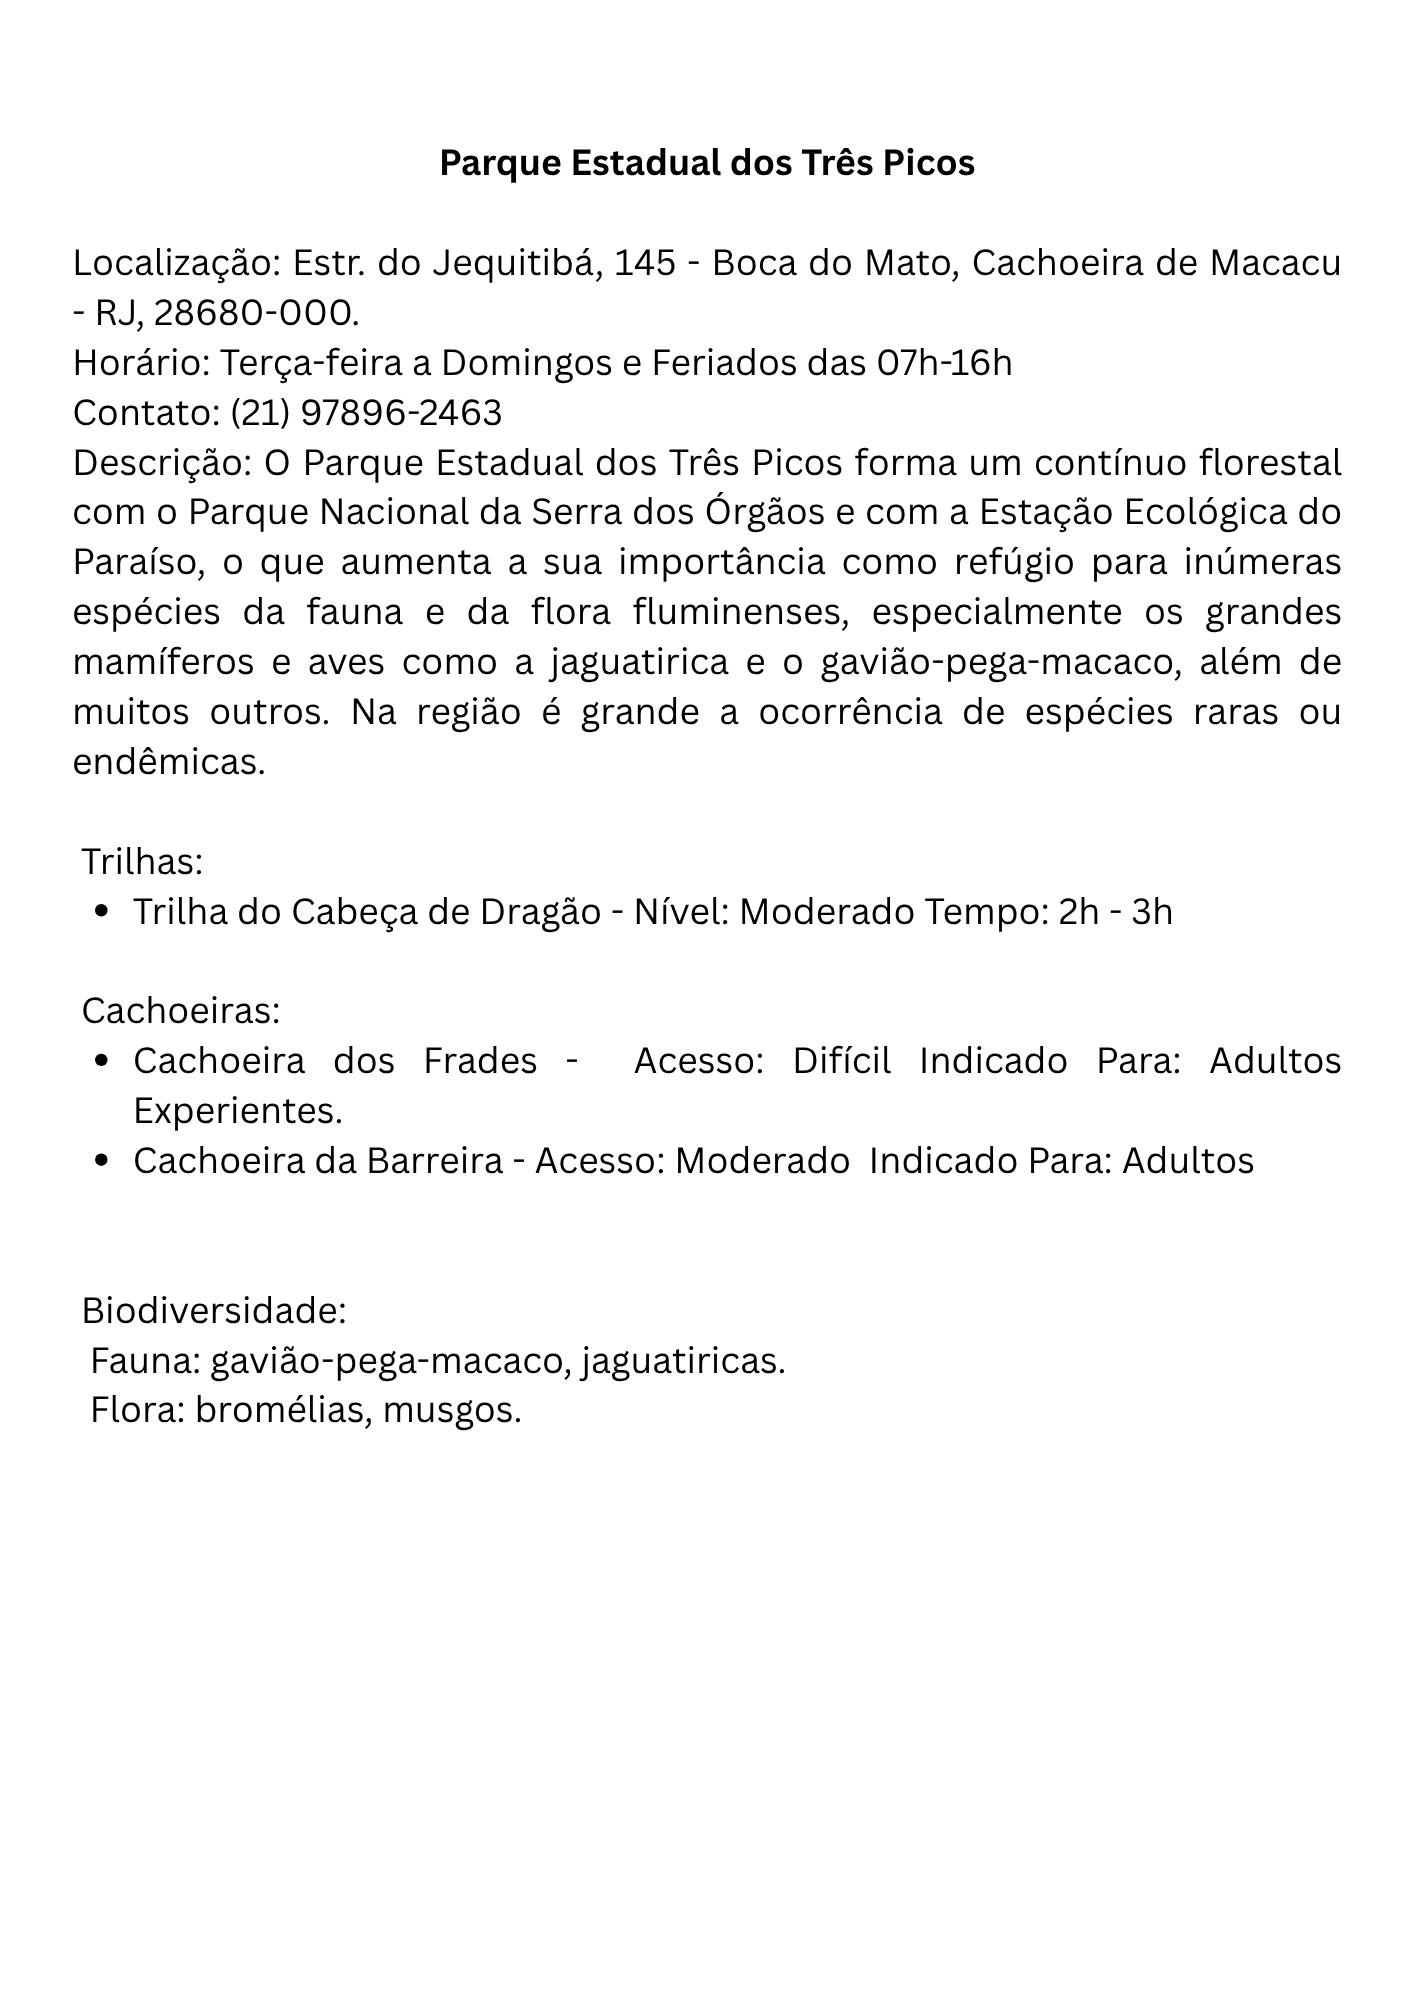 Parque Estadual dos Três Picos
Localização: Estr. do Jequitibá, 145 - Boca do Mato, Cachoeira de Macacu
- RJ, 28680-000.
Horário: Terça-feira a Domingos e Feriados das 07h-16h
Contato: (21) 97896-2463
Descrição: O Parque Estadual dos Três Picos forma um contínuo florestal
com o Parque Nacional da Serra dos Órgãos e com a Estação Ecológica do
Paraíso, o que aumenta a sua importância como refúgio para inúmeras
espécies da fauna e da flora fluminenses, especialmente os grandes
mamíferos e aves como a jaguatirica e o gavião-pega-macaco, além de
muitos outros. Na região é grande a ocorrência de espécies raras ou
endêmicas.
Trilhas:
• Trilha do Cabeça de Dragão - Nível: Moderado Tempo: 2h - 3h
Cachoeiras:
• Cachoeira dos Frades - Acesso: Difícil Indicado Para: Adultos
Experientes.
• Cachoeira da Barreira - Acesso: Moderado Indicado Para: Adultos
Biodiversidade:
Fauna: gavião-pega-macaco, jaguatiricas.
Flora: bromélias, musgos.